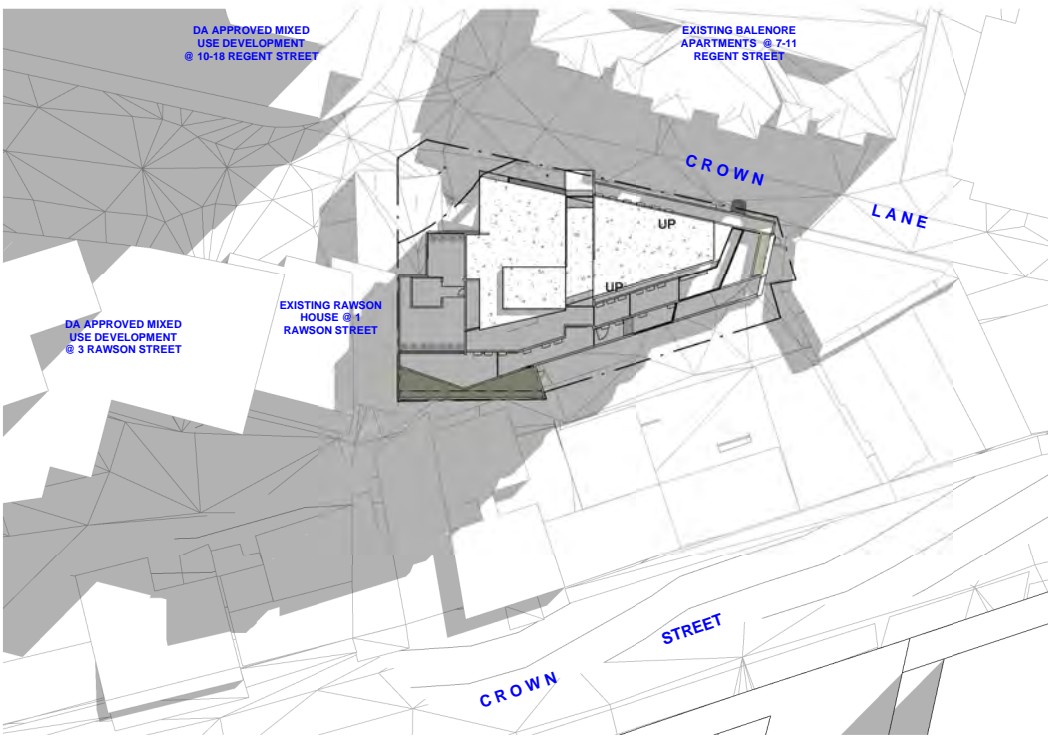 DA APPROVED MIXED
USE DEVELOPMENT
@ 10-18 REGENT STREET
EXISTING BALENORE
APARTMENTS @ 7-11
REGENT STREET
CROWN
LANE
UP
UP
EXISTING RAWSON
HOUSE @ 1
RAWSON STREET
DA APPROVED MIXED
USE DEVELOPMENT
@ 3 RAWSON STREET
CROWN
STREET